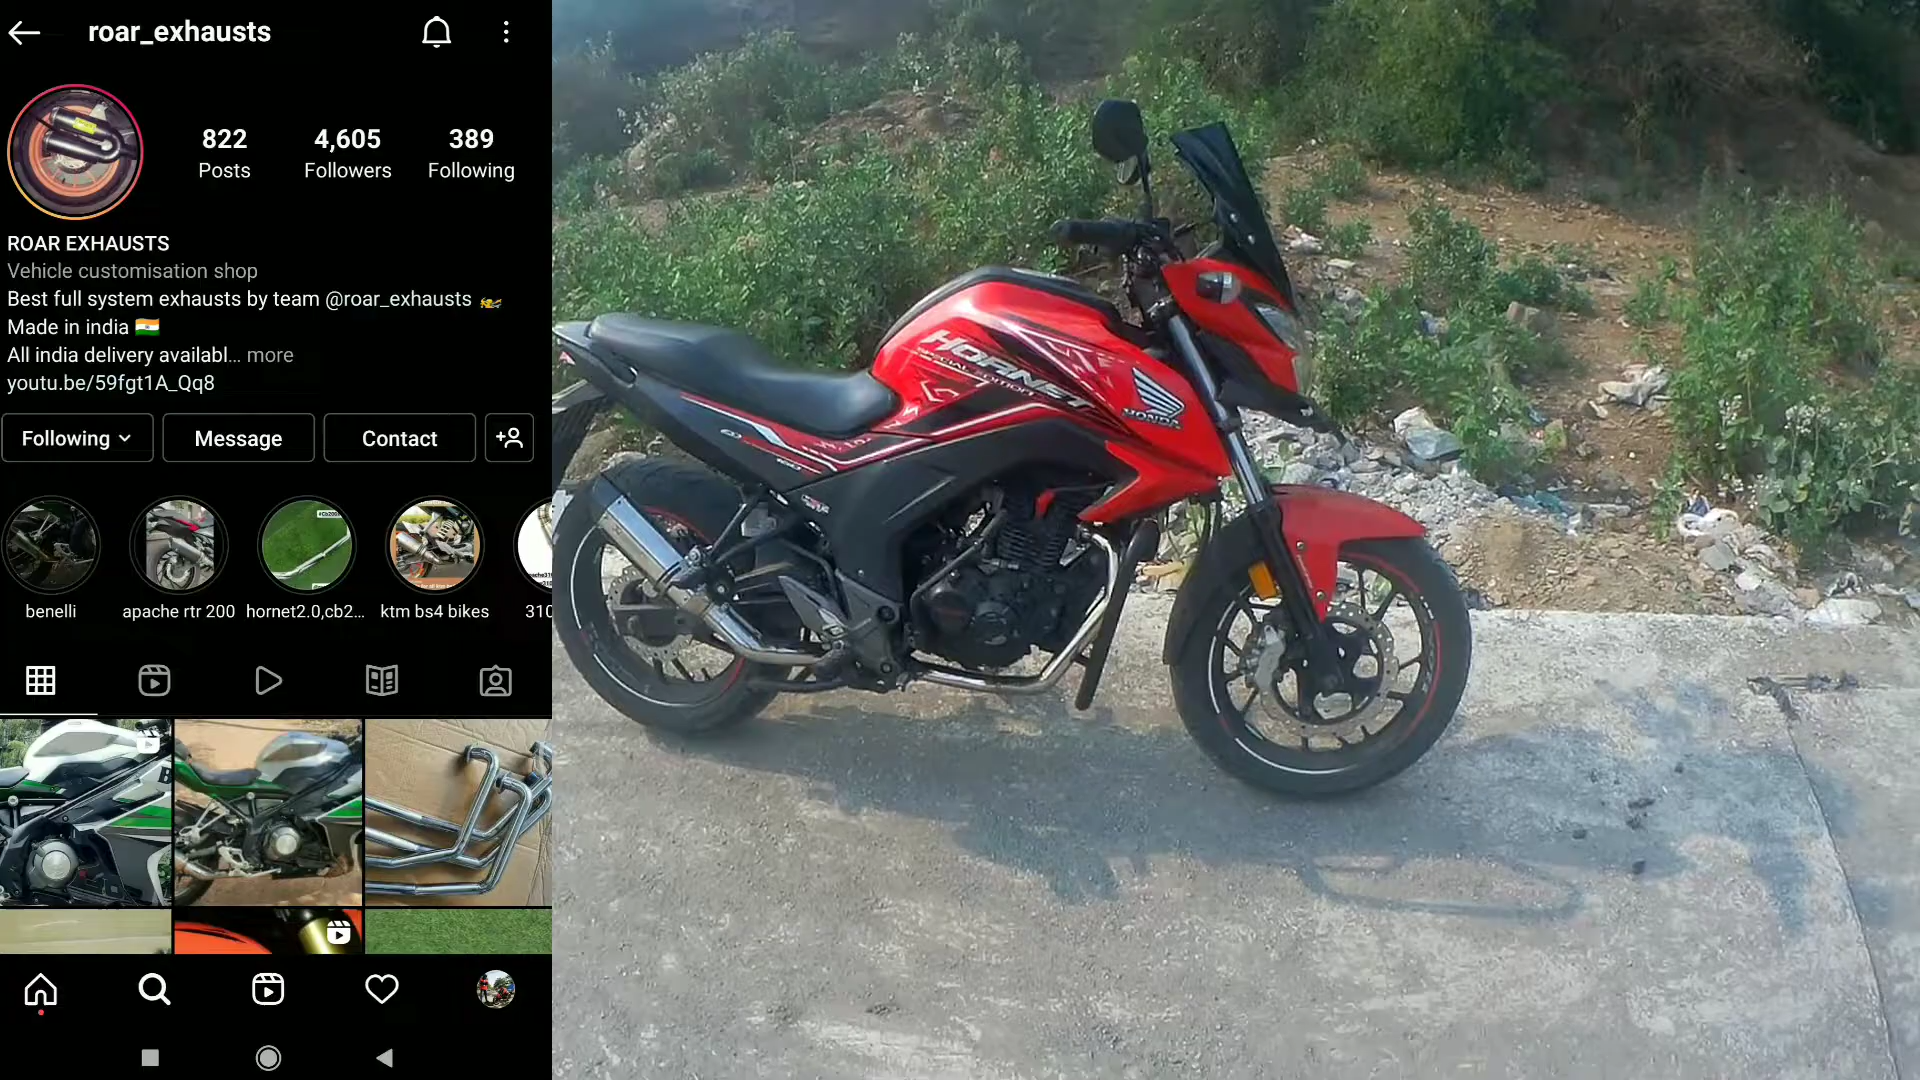 roar_exhausts
822
Posts
4,605
Followers
389
Following
ROAR EXHAUSTS
Vehicle customisation shop
Best full system exhausts by team @roar_exhausts
Made in india 🇮🇳
All india delivery availabl... more
youtu.be/59fgt1A_Qq8
Following
Message
Contact
benelli
apache rtr 200
hornet2.0,cb2...
ktm bs4 bikes
310
HORNET
SPECIAL EDITION
HONDA